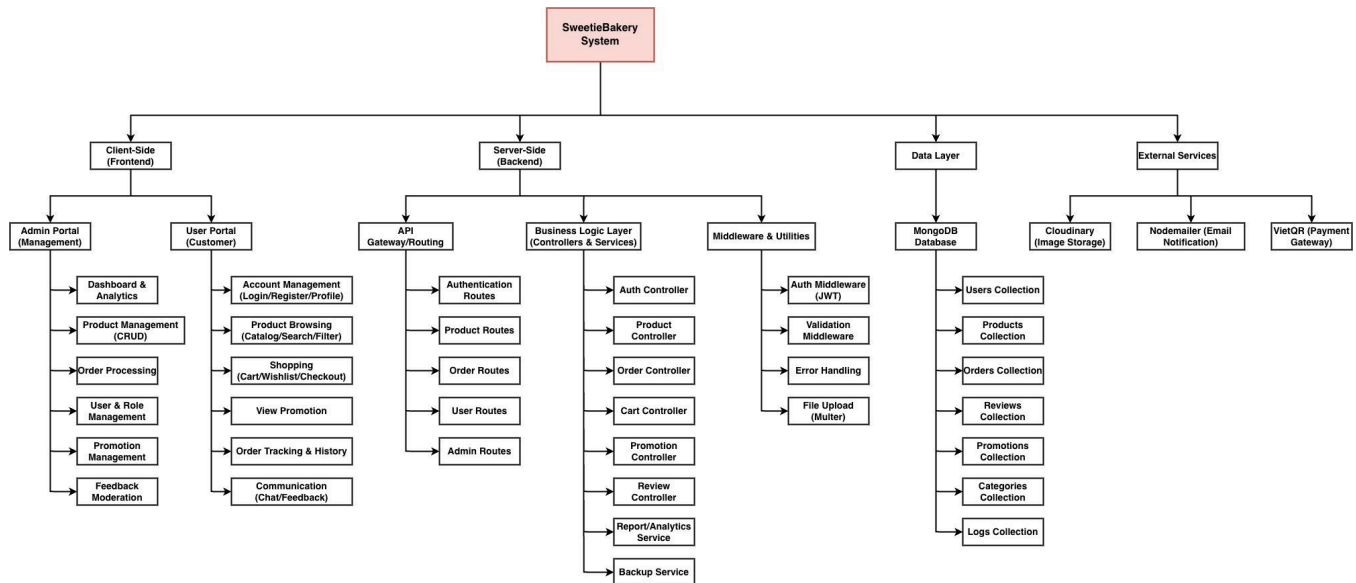 SweetieBakery
System
Client-Side
(Frontend)
Server-Side
(Backend)
Data Layer
External Services
Admin Portal
(Management)
User Portal
(Customer)
API
Gateway/Routing
Business Logic Layer
(Controllers & Services)
Middleware & Utilities
MongoDB
Database
Cloudinary
(Image Storage)
Nodemailer (Email
Notification)
VietQR (Payment
Gateway)
Dashboard &
Analytics
Product Management
(CRUD)
Order Processing
User & Role
Management
Promotion
Management
Feedback
Moderation
Account Management
(Login/Register/Profile)
Product Browsing
(Catalog/Search/Filter)
Shopping
(Cart/Wishlist/Checkout)
View Promotion
Order Tracking & History
Communication
(Chat/Feedback)
Authentication
Routes
Product Routes
Order Routes
User Routes
Admin Routes
Auth Controller
Product
Controller
Order Controller
Cart Controller
Promotion
Controller
Review
Controller
Report/Analytics
Service
Backup Service
Auth Middleware
(JWT)
Validation
Middleware
Error Handling
File Upload
(Multer)
Users Collection
Products
Collection
Orders Collection
Reviews
Collection
Promotions
Collection
Categories
Collection
Logs Collection